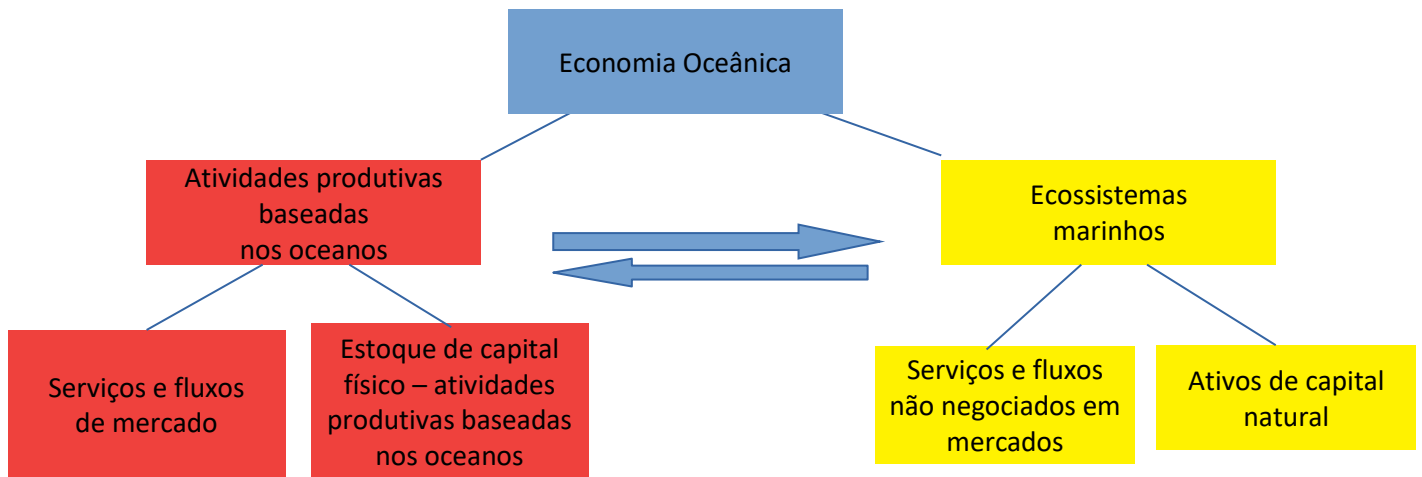 Economia Oceânica
Atividades produtivas
baseadas
nos oceanos
Ecossistemas
marinhos
Serviços e fluxos
de mercado
Estoque de capital
físico – atividades
produtivas baseadas
nos oceanos
Serviços e fluxos
não negociados em
mercados
Ativos de capital
natural